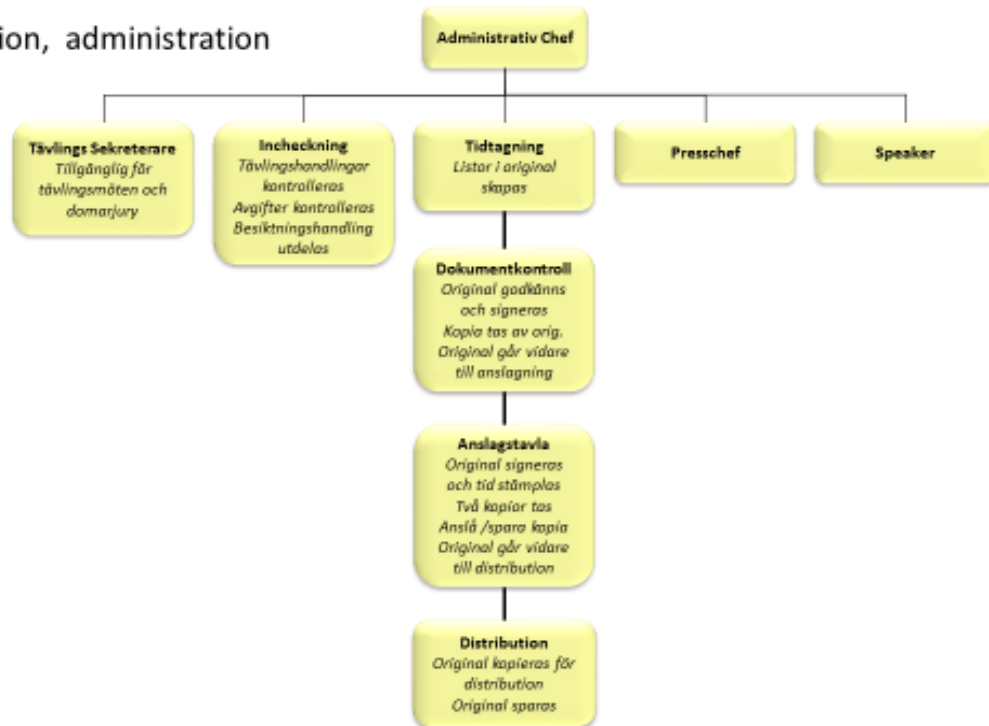 ion, administration
Administrativ Chef
Tävlings Sekreterare
Tillgänglig för
tävlingsmöten och
domarjury
Incheckning
Tävlingshandlingar
kontrolleras
Avgifter kontrolleras
Besiktningshandling
utdelas
Tidtagning
Listor i original
skapas
Presschef
Speaker
Dokumentkontroll
Original godkänns
och signeras
Kopia tas av orig.
Original går vidare
till anslagning
Anslagstavla
Original signeras
och tid stämplas
Två kopior tas
Anslå /spara kopia
Original går vidare
till distribution
Distribution
Original kopieras för
distribution
Original sparas